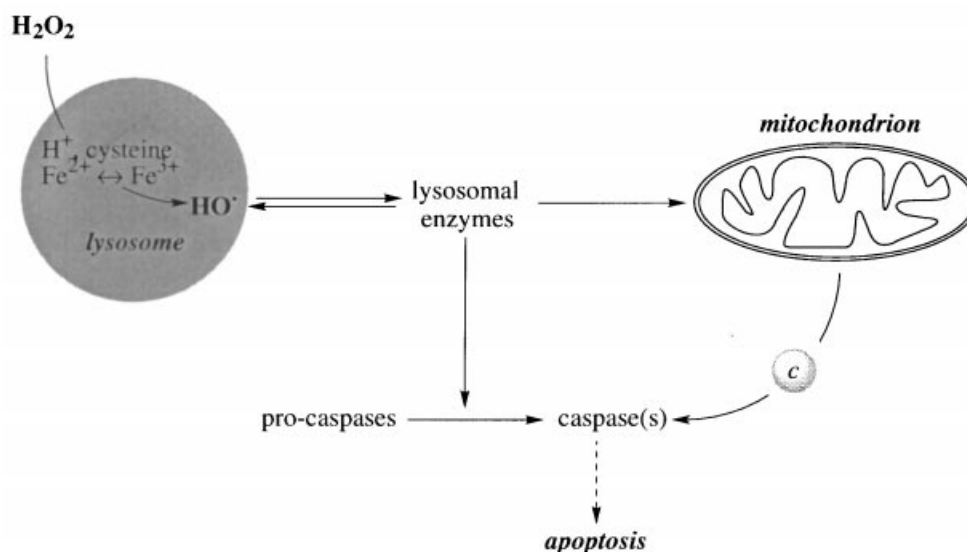 H₂O₂
H⁺, cysteine
Fe²⁺ ↔ Fe³⁺
HO·
lysosome
lysosomal
enzymes
mitochondrion
c
pro-caspases
caspase(s)
apoptosis